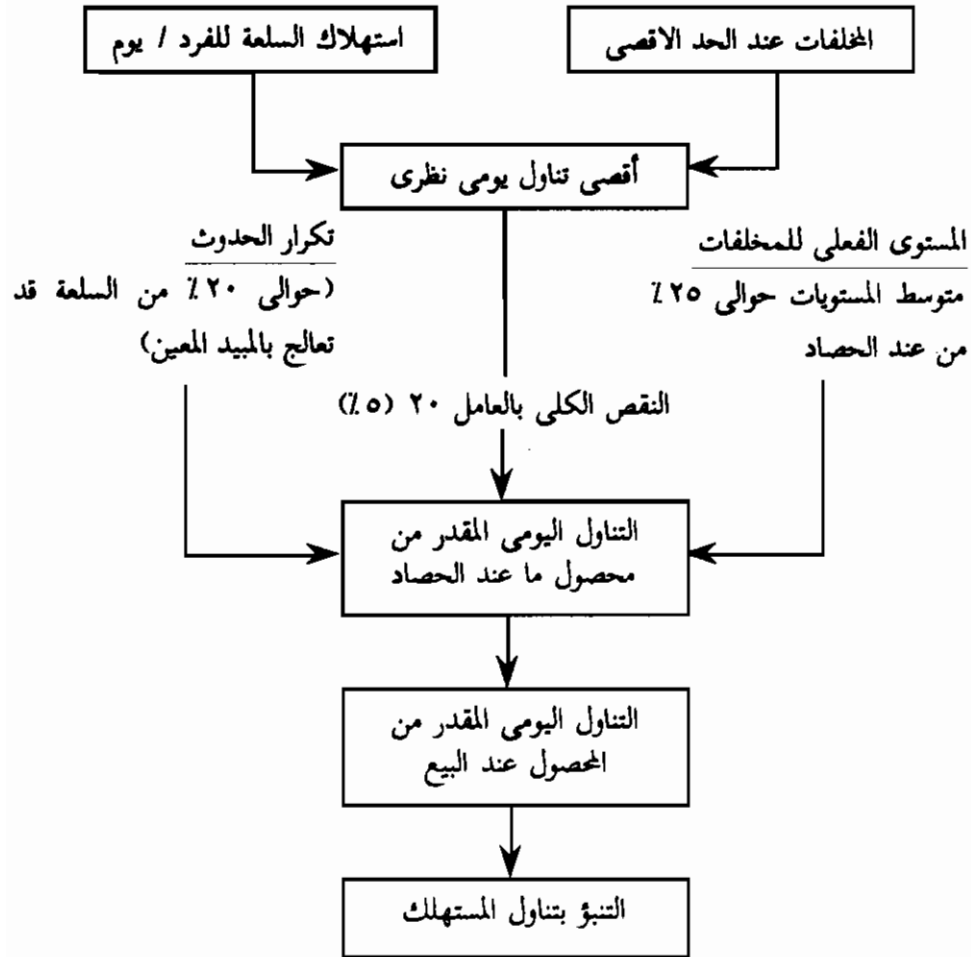 المخلفات عند الحد الاقصى
استهلاك السلعة للفرد / يوم
أقصى تناول يومى نظرى
المستوى الفعلى للمخلفات
متوسط المستويات حوالى ٢٥٪
من عند الحصاد
تكرار الحدوث
(حوالى ٢٠٪ من السلعة قد
تعالج بالمبيد المعين)
النقص الكلى بالعامل ٢٠ (٥٪)
التناول اليومى المقدر من
محصول ما عند الحصاد
التناول اليومى المقدر من
المحصول عند البيع
التنبؤ بتناول المستهلك